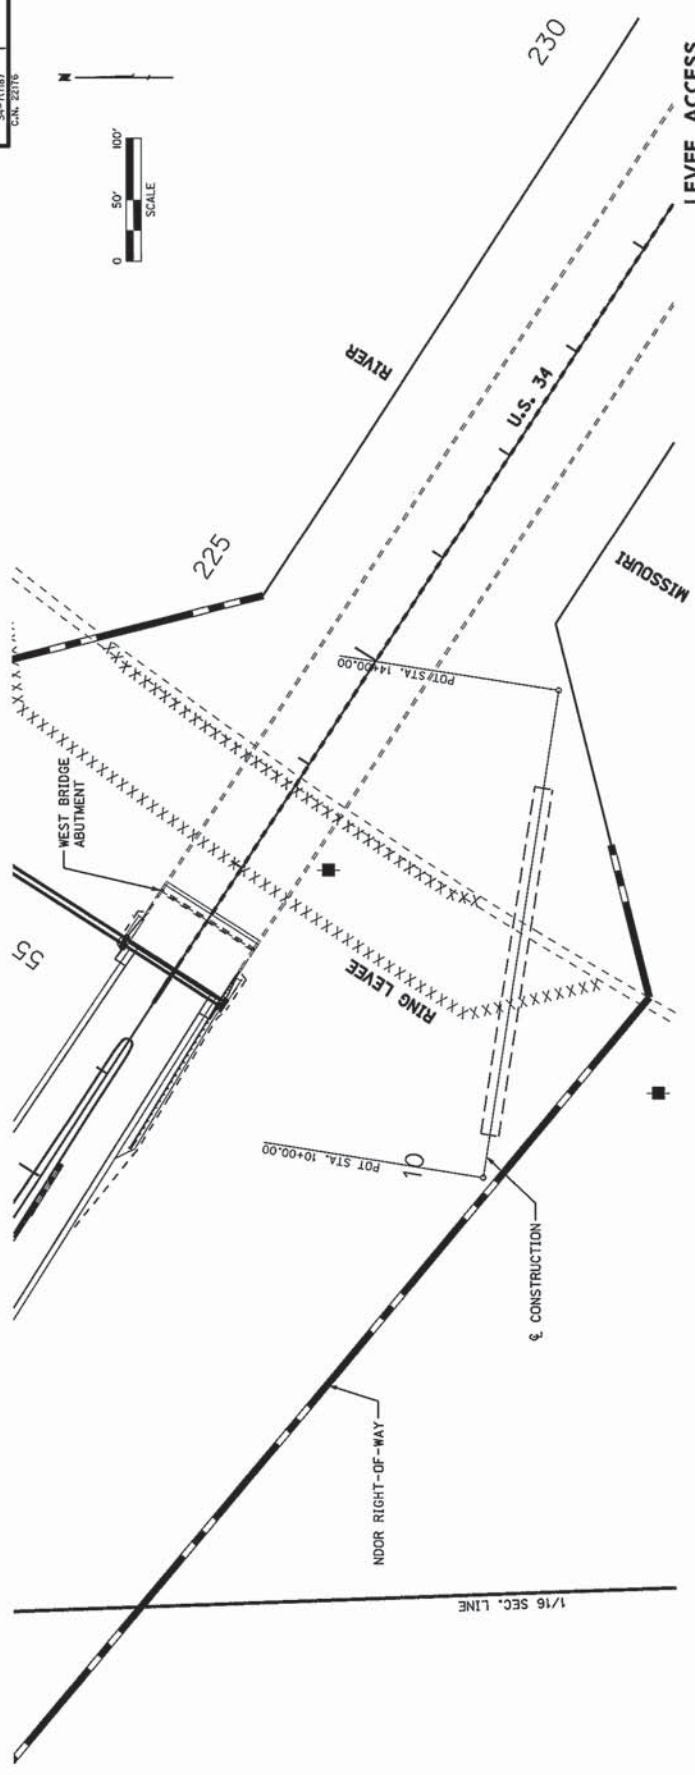 C.N. 22176
N
0 50' 100'
SCALE
230
RIVER
LEVEE ACCESS
U.S. 34
225
MISSOURI
POT STA. 14+00.00
WEST BRIDGE
ABUTMENT
55
RING LEVEE
POT STA. 10+00.00
10
℄ CONSTRUCTION
NDOR RIGHT-OF-WAY
1/16 SEC. LINE